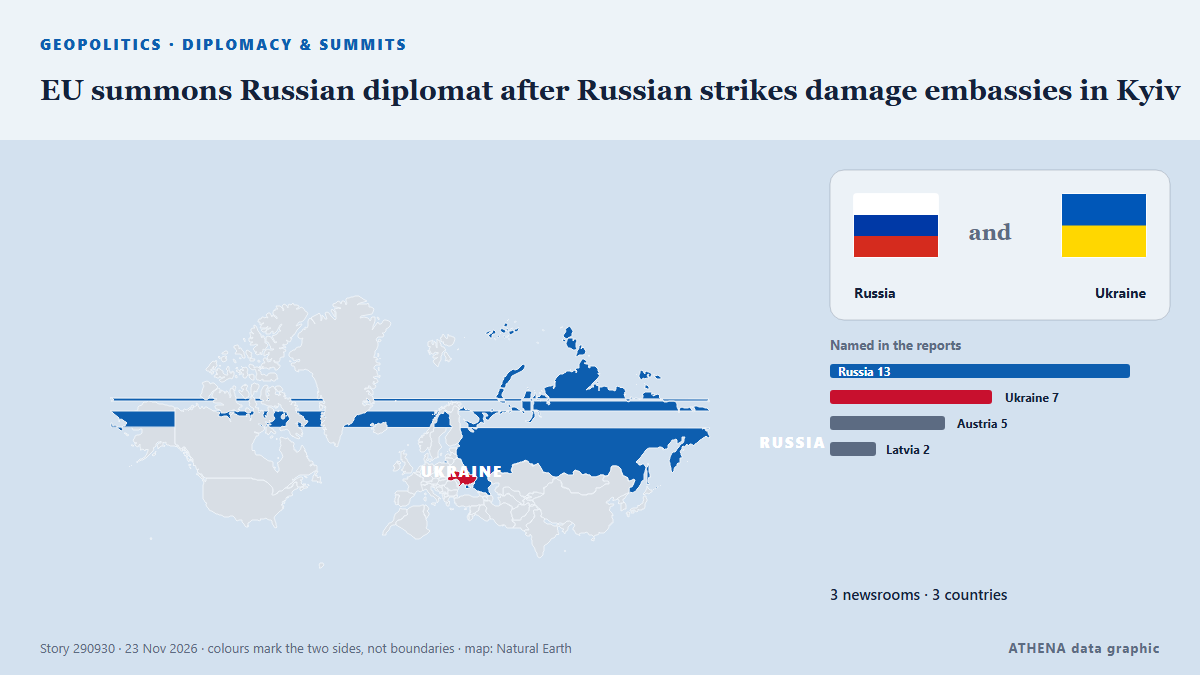 GEOPOLITICS · DIPLOMACY & SUMMITS
EU summons Russian diplomat after Russian strikes damage embassies in Kyiv
and
Russia
Ukraine
Named in the reports
Russia 13
Ukraine 7
Austria 5
Latvia 2
RUSSIA
UKRAINE
3 newsrooms · 3 countries
Story 290930 · 23 Nov 2026 · colours mark the two sides, not boundaries · map: Natural Earth
ATHENA data graphic